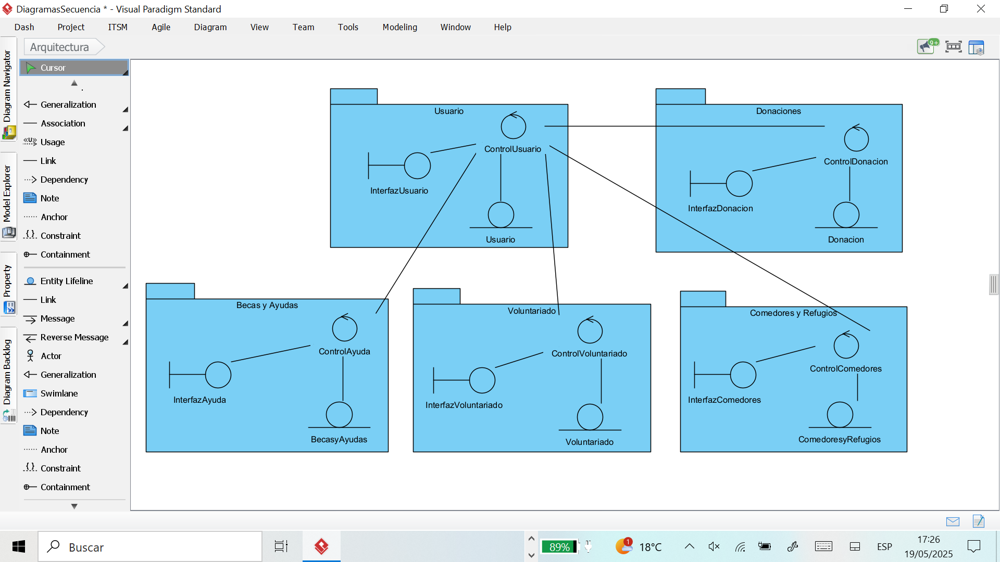 DiagramasSecuencia * - Visual Paradigm Standard
Dash Project ITSM Agile Diagram View Team Tools Modeling Window Help
Arquitectura
9+
Diagram Navigator
Model Explorer
Property
Diagram Backlog
Cursor
Generalization
Association
«U» Usage
Link
Dependency
Note
Anchor
{} Constraint
Containment
Entity Lifeline
Link
Message
Reverse Message
Actor
Generalization
Swimlane
Dependency
Note
Anchor
{} Constraint
Containment
Usuario
ControlUsuario
InterfazUsuario
Usuario
Donaciones
ControlDonacion
InterfazDonacion
Donacion
Becas y Ayudas
ControlAyuda
InterfazAyuda
BecasyAyudas
Voluntariado
ControlVoluntariado
InterfazVoluntariado
Voluntariado
Comedores y Refugios
ControlComedores
InterfazComedores
ComedoresyRefugios
Buscar
89%
1
18°C
ESP
17:26
19/05/2025